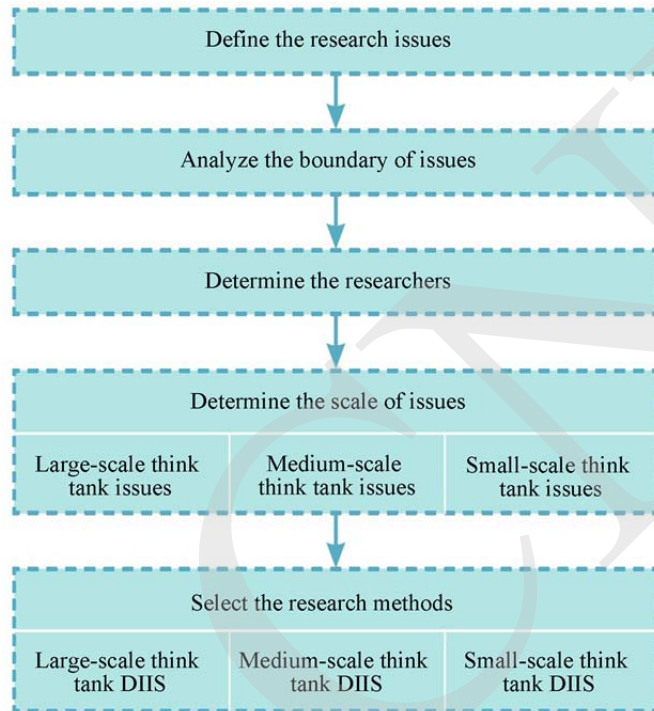 Define the research issues
Analyze the boundary of issues
Determine the researchers
Determine the scale of issues
Large-scale think
tank issues
Medium-scale
think tank issues
Small-scale think
tank issues
Select the research methods
Large-scale think
tank DIIS
Medium-scale think
tank DIIS
Small-scale think
tank DIIS